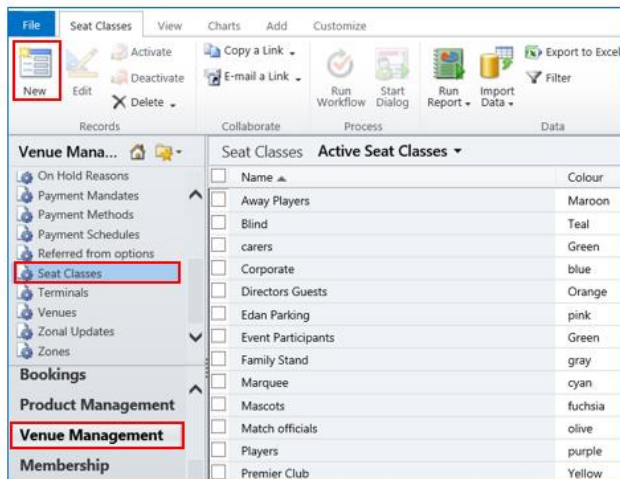 File Seat Classes View Charts Add Customize
New
Edit
Activate
Deactivate
Delete
Records
Copy a Link
E-mail a Link
Collaborate
Run Workflow
Start Dialog
Process
Run Report
Import Data
Export to Excel
Filter
Data
Venue Mana...
On Hold Reasons
Payment Mandates
Payment Methods
Payment Schedules
Referred from options
Seat Classes
Terminals
Venues
Zonal Updates
Zones
Bookings
Product Management
Venue Management
Membership
Seat Classes Active Seat Classes
Name Colour
Away Players Maroon
Blind Teal
carers Green
Corporate blue
Directors Guests Orange
Edan Parking pink
Event Participants Green
Family Stand gray
Marquee cyan
Mascots fuchsia
Match officials olive
Players purple
Premier Club Yellow